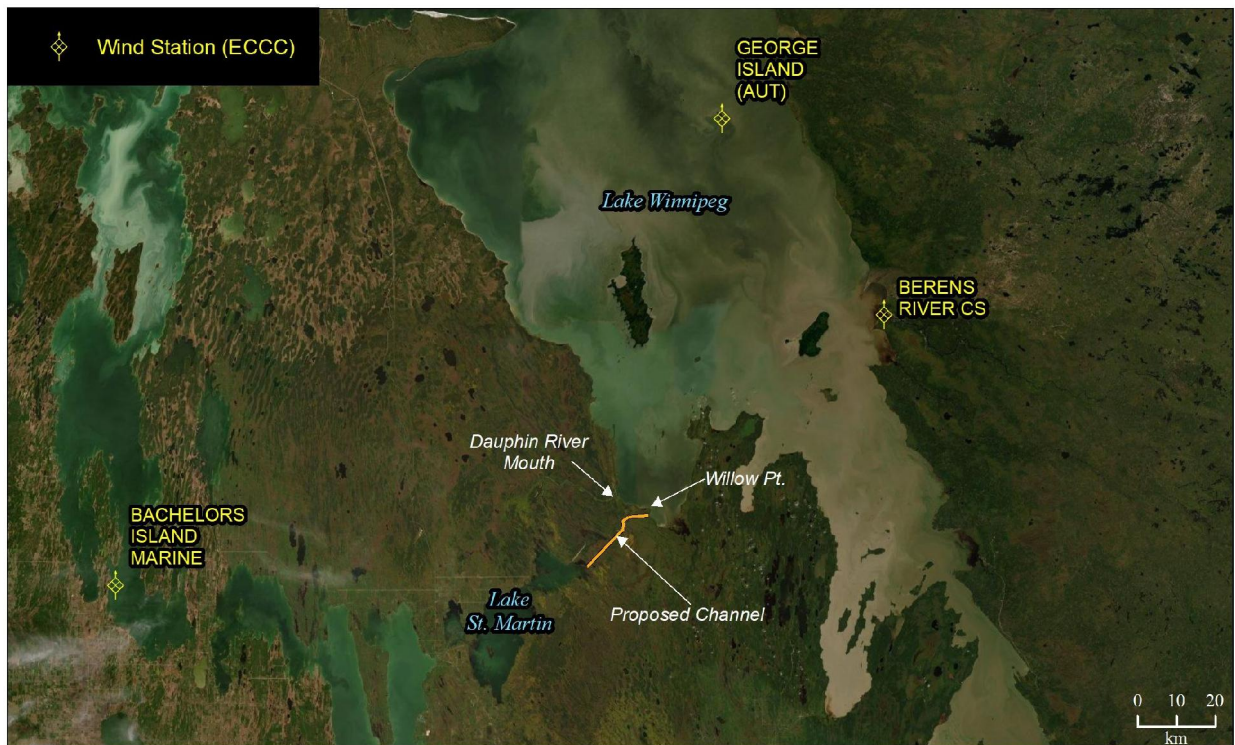 Wind Station (ECCC)
GEORGE
ISLAND
(AUT)
Lake Winnipeg
BERENS
RIVER CS
Dauphin River
Mouth
Willow Pt.
BACHELORS
ISLAND
MARINE
Lake
St. Martin
Proposed Channel
0 10 20
km